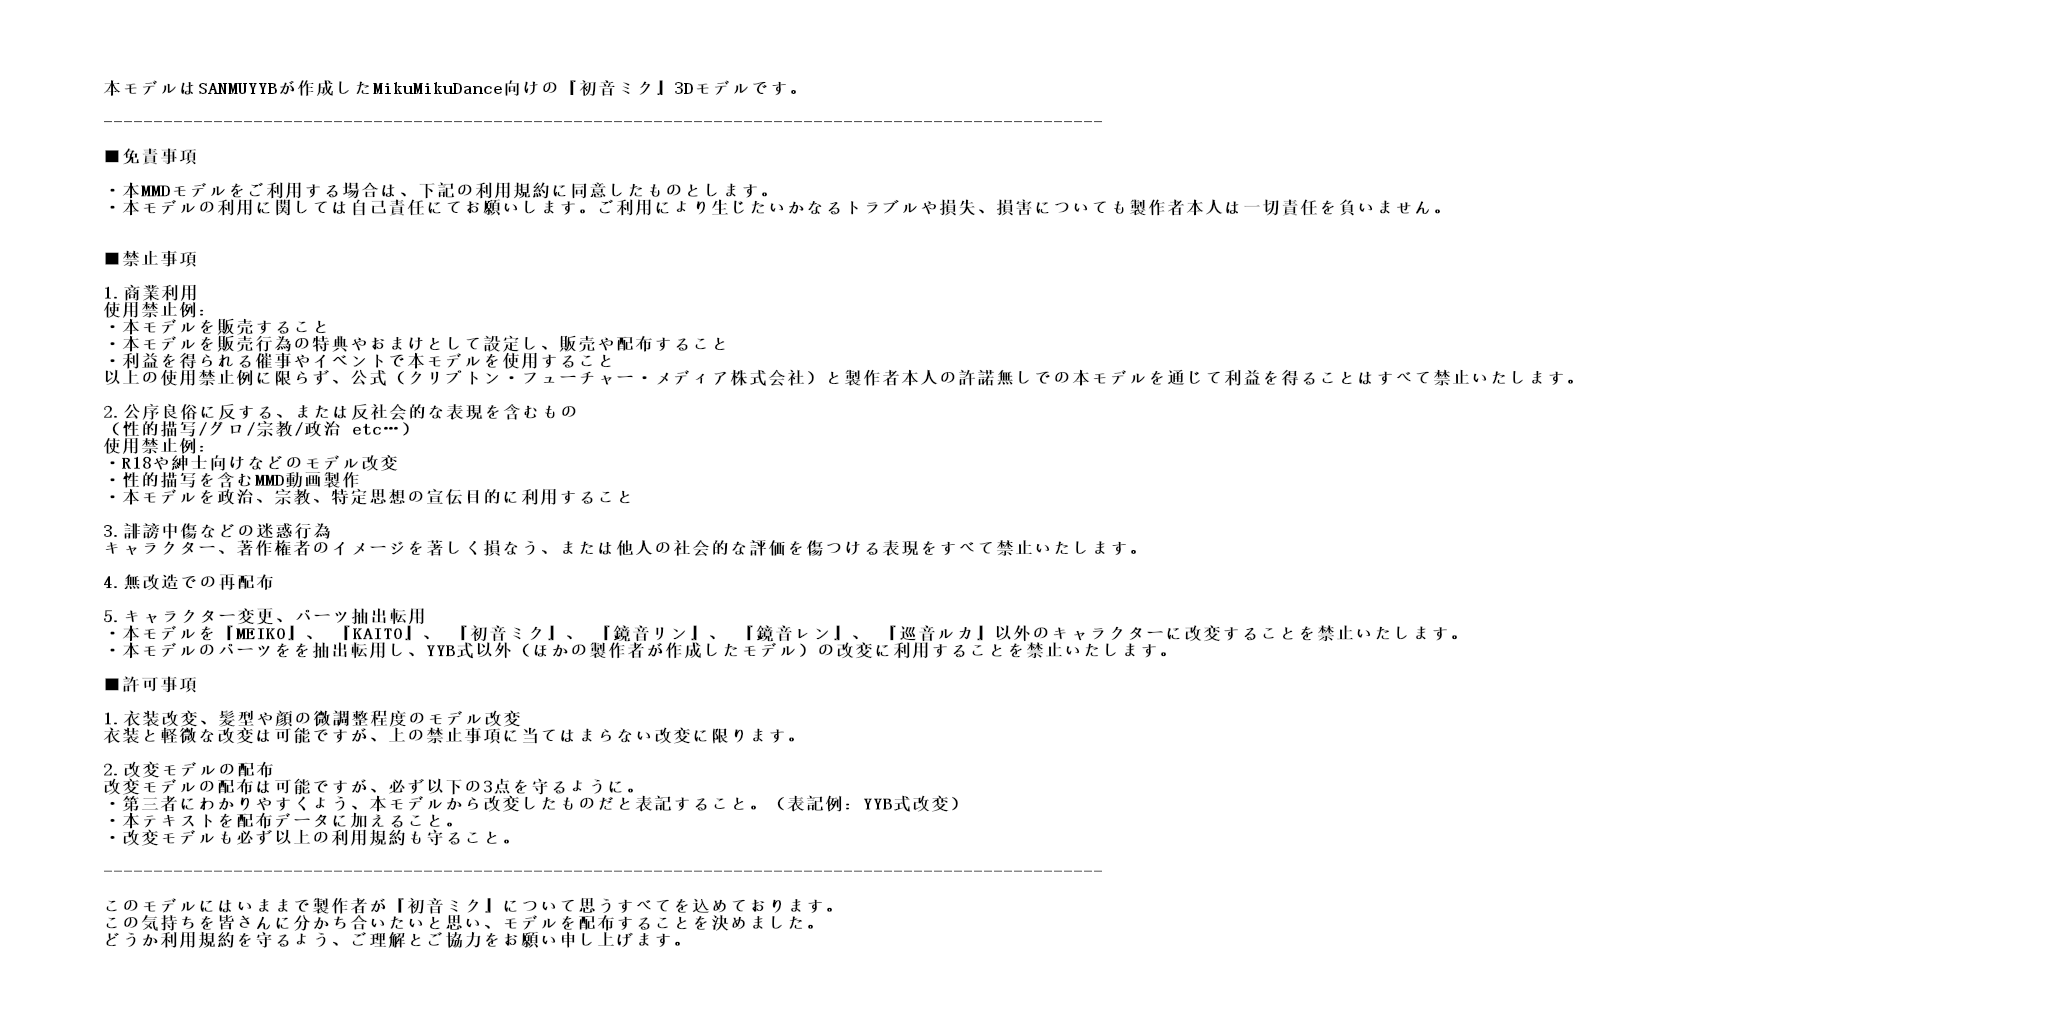 本モデルはSANMUYYBが作成したMikuMikuDance向けの『初音ミク』3Dモデルです。
----------------------------------------------------------------------------------------------------
■免責事項
・本MMDモデルをご利用する場合は、下記の利用規約に同意したものとします。
・本モデルの利用に関しては自己責任にてお願いします。ご利用により生じたいかなるトラブルや損失、損害についても製作者本人は一切責任を負いません。
■禁止事項
1.商業利用
使用禁止例:
・本モデルを販売すること
・本モデルを販売行為の特典やおまけとして設定し、販売や配布すること
・利益を得られる催事やイベントで本モデルを使用すること
以上の使用禁止例に限らず、公式（クリプトン・フューチャー・メディア株式会社）と製作者本人の許諾無しでの本モデルを通じて利益を得ることはすべて禁止いたします。
2.公序良俗に反する、または反社会的な表現を含むもの
（性的描写/グロ/宗教/政治 etc…）
使用禁止例:
・R18や紳士向けなどのモデル改変
・性的描写を含むMMD動画製作
・本モデルを政治、宗教、特定思想の宣伝目的に利用すること
3.誹謗中傷などの迷惑行為
キャラクター、著作権者のイメージを著しく損なう、または他人の社会的な評価を傷つける表現をすべて禁止いたします。
4.無改造での再配布
5.キャラクター変更、パーツ抽出転用
・本モデルを『MEIKO』、『KAITO』、『初音ミク』、『鏡音リン』、『鏡音レン』、『巡音ルカ』以外のキャラクターに改変することを禁止いたします。
・本モデルのパーツをを抽出転用し、YYB式以外（ほかの製作者が作成したモデル）の改変に利用することを禁止いたします。
■許可事項
1.衣装改変、髪型や顔の微調整程度のモデル改変
衣装と軽微な改変は可能ですが、上の禁止事項に当てはまらない改変に限ります。
2.改変モデルの配布
改変モデルの配布は可能ですが、必ず以下の3点を守るように。
・第三者にわかりやすくよう、本モデルから改変したものだと表記すること。（表記例: YYB式改変）
・本テキストを配布データに加えること。
・改変モデルも必ず以上の利用規約も守ること。
----------------------------------------------------------------------------------------------------
このモデルにはいままで製作者が『初音ミク』について思うすべてを込めております。
この気持ちを皆さんに分かち合いたいと思い、モデルを配布することを決めました。
どうか利用規約を守るよう、ご理解とご協力をお願い申し上げます。